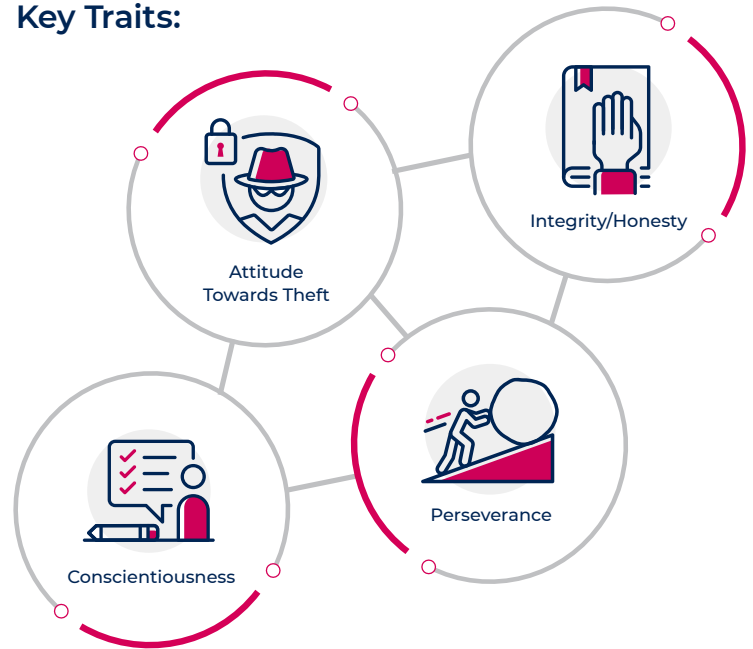 Key Traits:
Attitude
Towards Theft
Integrity/Honesty
Perseverance
Conscientiousness